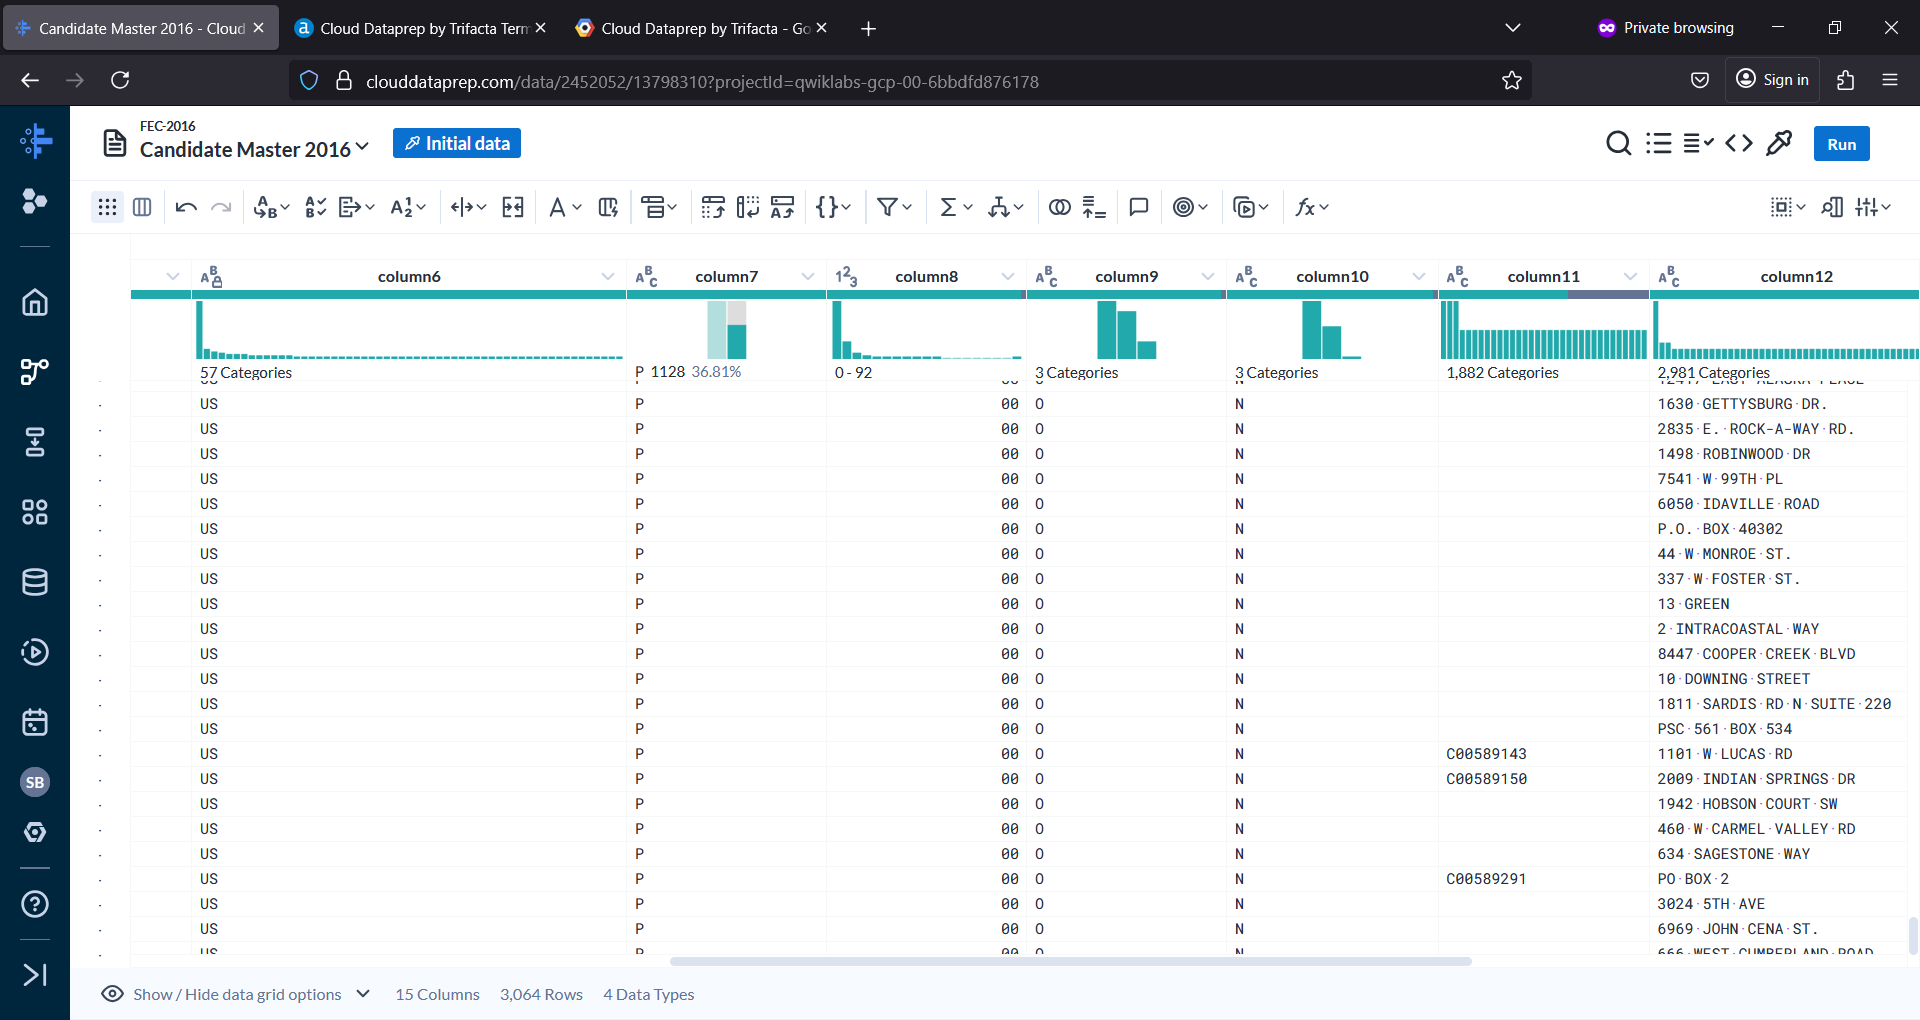 Candidate Master 2016 - Cloud
Cloud Dataprep by Trifacta Tern
Cloud Dataprep by Trifacta - Go
Private browsing
clouddataprep.com/data/2452052/13798310?projectId=qwiklabs-gcp-00-6bbdfd876178
Sign in
FEC-2016
Candidate Master 2016
Initial data
Run
column6 column7 column8 column9 column10 column11 column12
57 Categories P 1128 36.81% 0 - 92 3 Categories 3 Categories 1,882 Categories 2,981 Categories
US P 00 O N 1630 GETTYSBURG DR.
US P 00 O N 2835 E. ROCK-A-WAY RD.
US P 00 O N 1498 ROBINWOOD DR
US P 00 O N 7541 W 99TH PL
US P 00 O N 6050 IDAVILLE ROAD
US P 00 O N P.O. BOX 40302
US P 00 O N 44 W MONROE ST.
US P 00 O N 337 W FOSTER ST.
US P 00 O N 13 GREEN
US P 00 O N 2 INTRACOASTAL WAY
US P 00 O N 8447 COOPER CREEK BLVD
US P 00 O N 10 DOWNING STREET
US P 00 O N 1811 SARDIS RD N SUITE 220
US P 00 O N PSC 561 BOX 534
US P 00 O N C00589143 1101 W LUCAS RD
US P 00 O N C00589150 2009 INDIAN SPRINGS DR
US P 00 O N 1942 HOBSON COURT SW
US P 00 O N 460 W CARMEL VALLEY RD
US P 00 O N 634 SAGESTONE WAY
US P 00 O N C00589291 PO BOX 2
US P 00 O N 3024 5TH AVE
US P 00 O N 6969 JOHN CENA ST.
US P 00 O N 666 WEST CUMBERLAND ROAD
SB
Show / Hide data grid options 15 Columns 3,064 Rows 4 Data Types